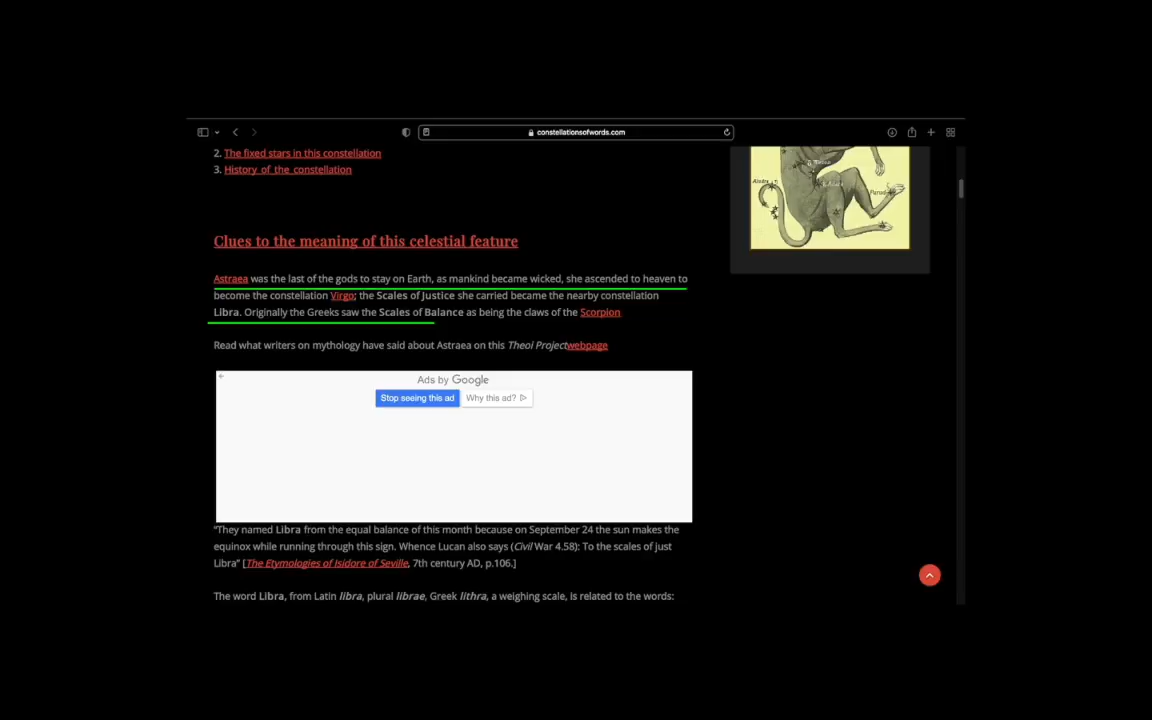 constellationsofwords.com
2. The fixed stars in this constellation
3. History of the constellation
Clues to the meaning of this celestial feature
Astraea was the last of the gods to stay on Earth, as mankind became wicked, she ascended to heaven to
become the constellation Virgo; the Scales of Justice she carried became the nearby constellation
Libra. Originally the Greeks saw the Scales of Balance as being the claws of the Scorpion
Read what writers on mythology have said about Astraea on this Theoi Projectwebpage
Ads by Google
Stop seeing this ad
Why this ad?
"They named Libra from the equal balance of this month because on September 24 the sun makes the
equinox while running through this sign. Whence Lucan also says (Civil War 4.58): To the scales of just
Libra" [The Etymologies of Isidore of Seville, 7th century AD, p.106.]
The word Libra, from Latin libra, plural librae, Greek lithra, a weighing scale, is related to the words: